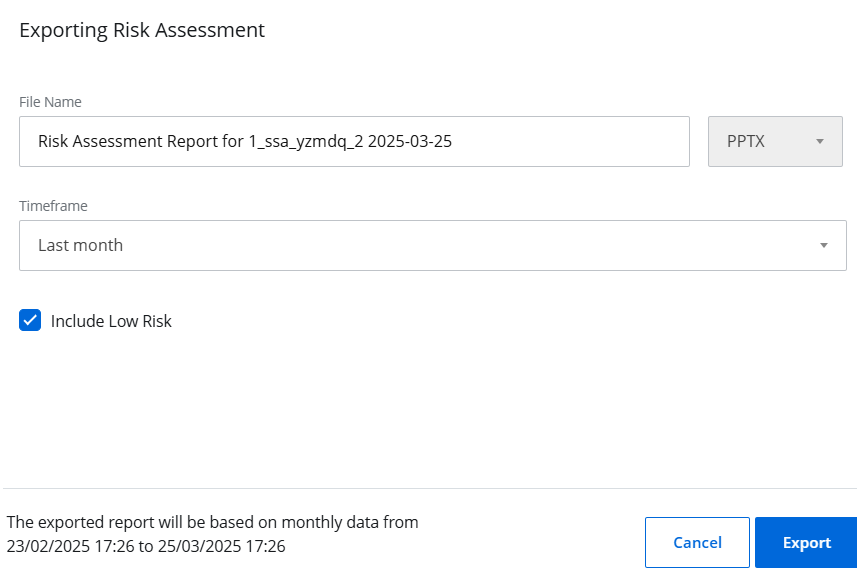 Exporting Risk Assessment
File Name
Risk Assessment Report for 1_ssa_yzmdq_2 2025-03-25
PPTX
Timeframe
Last month
Include Low Risk
The exported report will be based on monthly data from
23/02/2025 17:26 to 25/03/2025 17:26
Cancel
Export